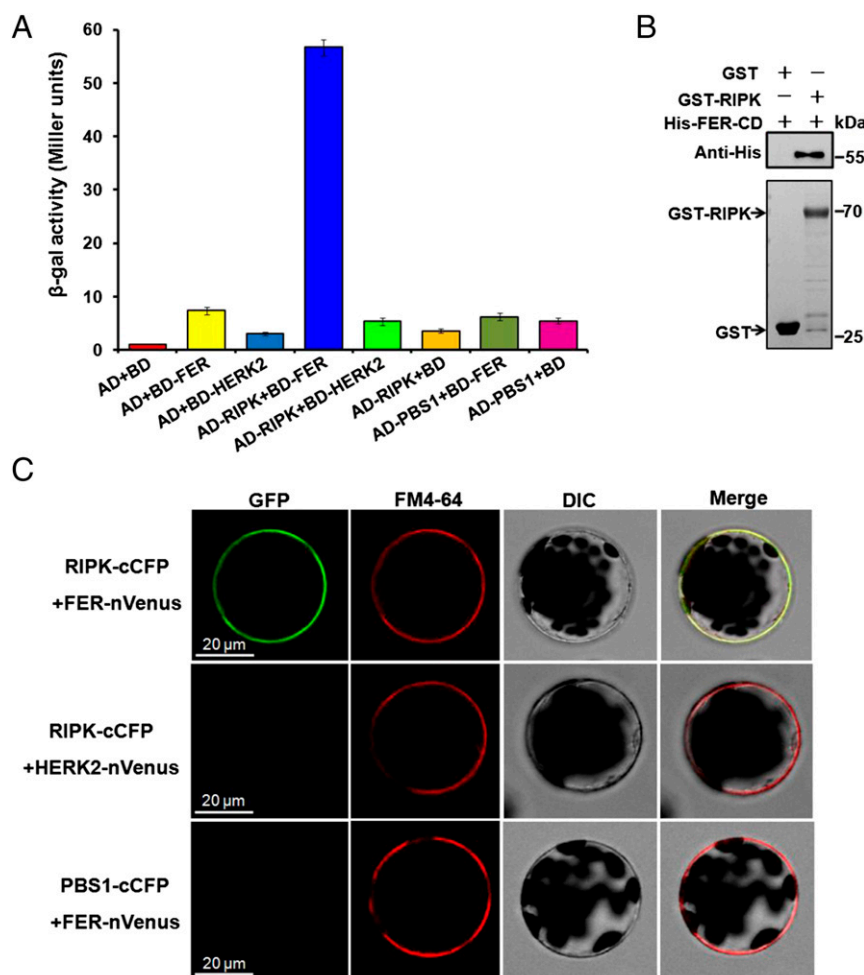 A
β-gal activity (Miller units)
60
50
40
30
20
10
0
AD+BD
AD+BD-FER
AD+BD-HERK2
AD-RIPK+BD-FER
AD-RIPK+BD-HERK2
AD-RIPK+BD
AD-PBS1+BD-FER
AD-PBS1+BD
B
GST + −
GST-RIPK − +
His-FER-CD + + kDa
Anti-His −55
GST-RIPK→ −70
GST→ −25
C
GFP FM4-64 DIC Merge
RIPK-cCFP
+FER-nVenus
20 µm
RIPK-cCFP
+HERK2-nVenus
20 µm
PBS1-cCFP
+FER-nVenus
20 µm